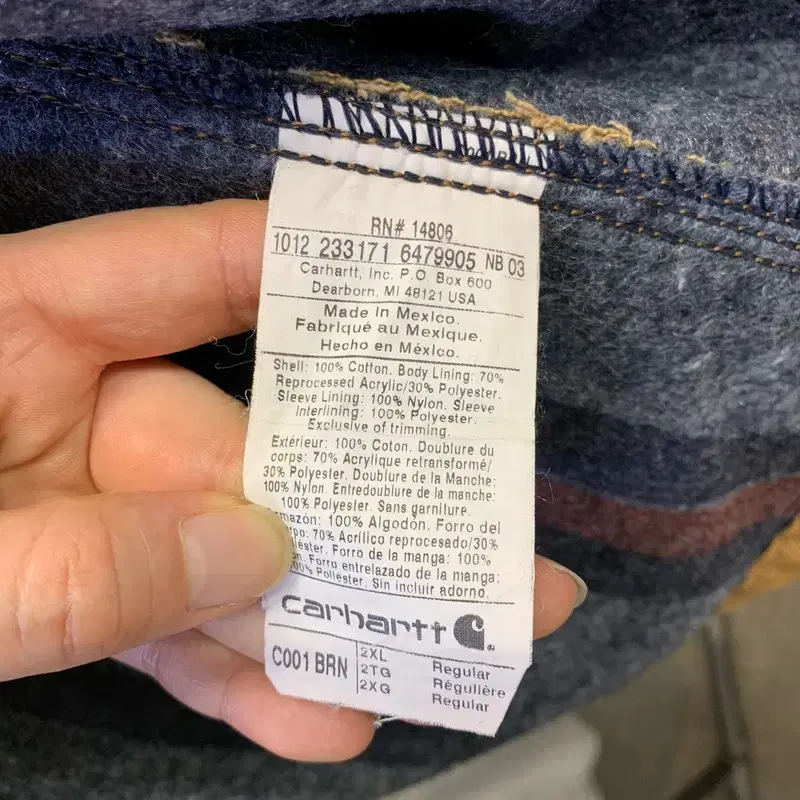 RN# 14806
1012 233171 6479905 NB 03
Carhartt, Inc. P.O. Box 600
Dearborn, MI 48121 USA
Made in Mexico.
Fabriqué au Mexique.
Hecho en México.
Shell: 100% Cotton. Body Lining: 70%
Reprocessed Acrylic/30% Polyester.
Sleeve Lining: 100% Nylon. Sleeve
Interlining: 100% Polyester.
Exclusive of trimming.
Extérieur: 100% Coton. Doublure du
corps: 70% Acrylique retransformé/
30% Polyester. Doublure de la Manche:
100% Nylon. Entredoublure de la manche:
100% Polyester. Sans garniture.
100% Algodón. Forro del
70% Acrílico reprocesado/30%
Forro de la manga: 100%
Forro entrelazado de la manga:
Poliester. Sin incluir adorno.
carhartt
C001 BRN
2XL Regular
2TG Régulière
2XG Regular